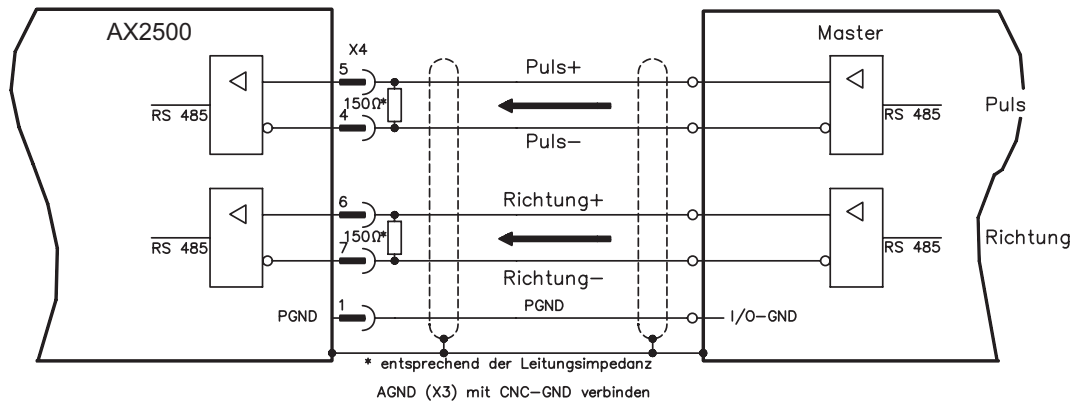 AX2500
Master
X4
5
Puls+
RS 485
150Ω*
RS 485
Puls
4
Puls-
6
Richtung+
RS 485
150Ω*
RS 485
Richtung
7
Richtung-
PGND
1
PGND
I/O-GND
* entsprechend der Leitungsimpedanz
AGND (X3) mit CNC-GND verbinden